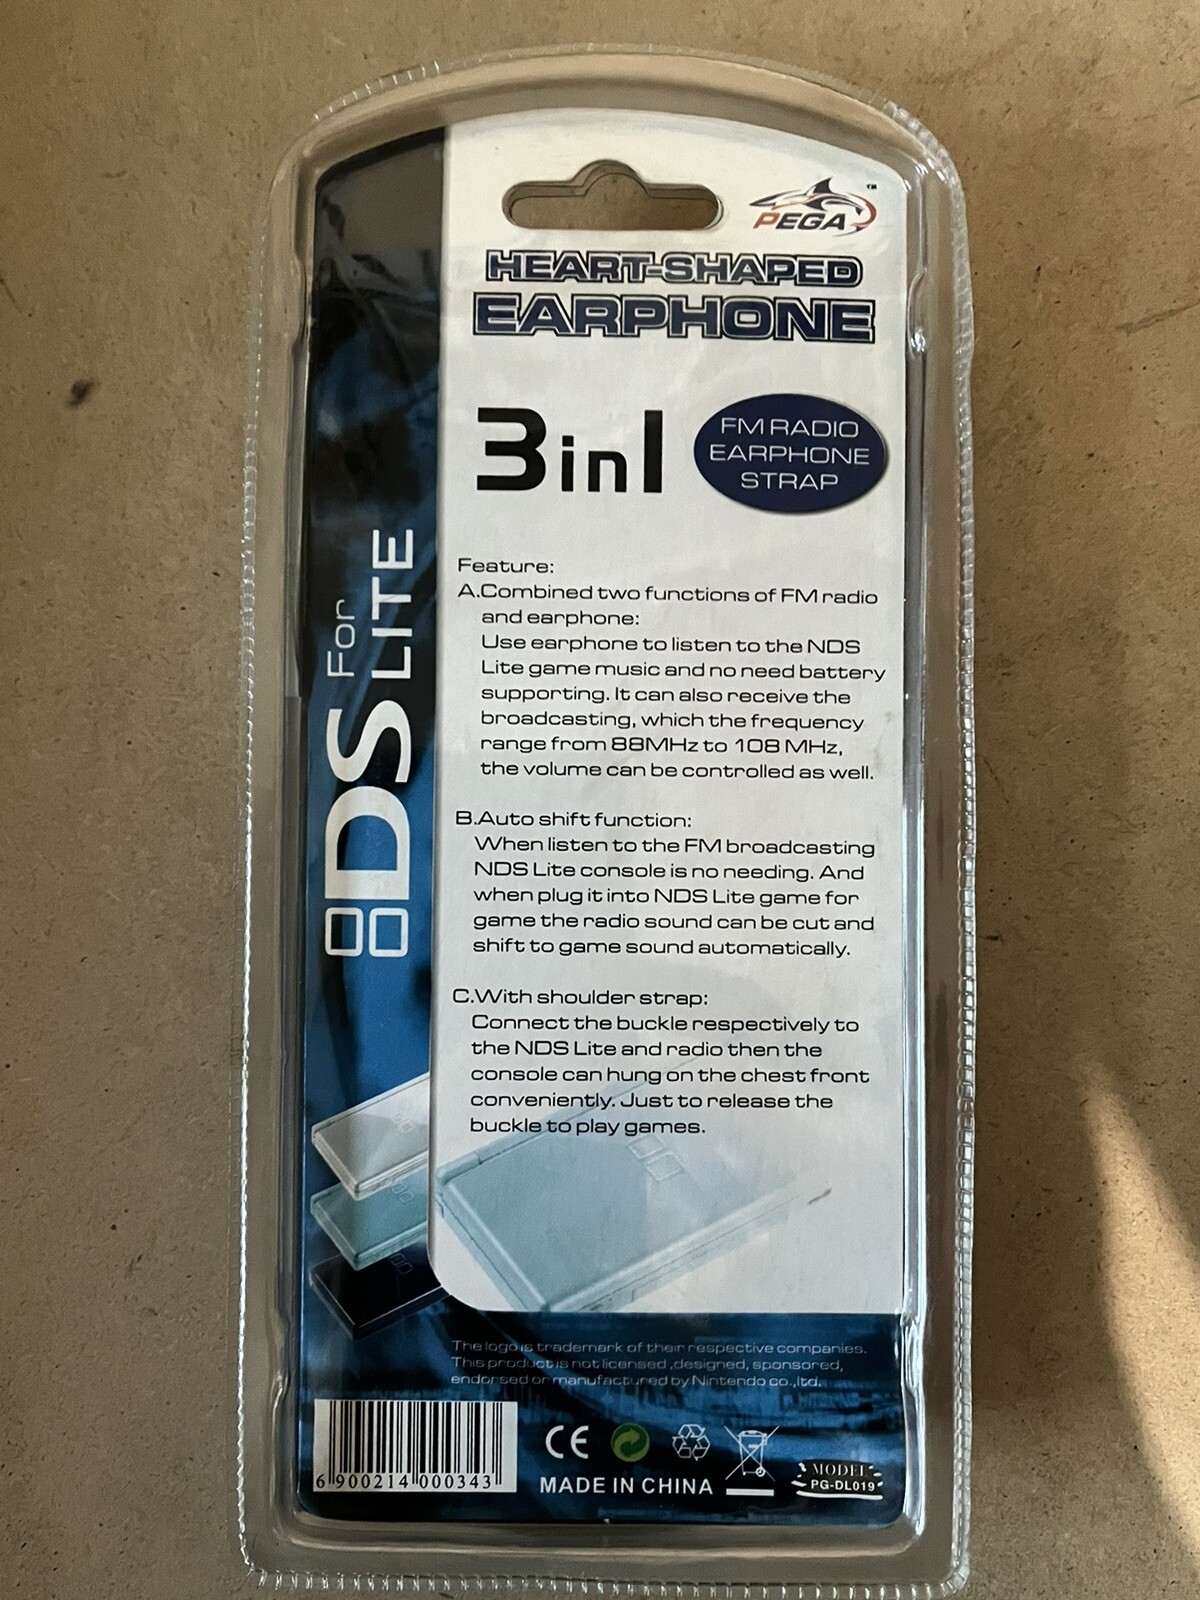 PEGA ™
HEART-SHAPED
EARPHONE
3 in 1
FM RADIO
EARPHONE
STRAP
For
DS LITE
Feature:
A.Combined two functions of FM radio
and earphone:
Use earphone to listen to the NDS
Lite game music and no need battery
supporting. It can also receive the
broadcasting, which the frequency
range from 88MHz to 108 MHz,
the volume can be controlled as well.
B.Auto shift function:
When listen to the FM broadcasting
NDS Lite console is no needing. And
when plug it into NDS Lite game for
game the radio sound can be cut and
shift to game sound automatically.
C.With shoulder strap:
Connect the buckle respectively to
the NDS Lite and radio then the
console can hung on the chest front
conveniently. Just to release the
buckle to play games.
The logo is trademark of their respective companies.
This product is not licensed ,designed, sponsored,
endorsed or manufactured by Nintendo co.,ltd.
6 900214 000343
CE
MADE IN CHINA
MODEL
PG-DL019